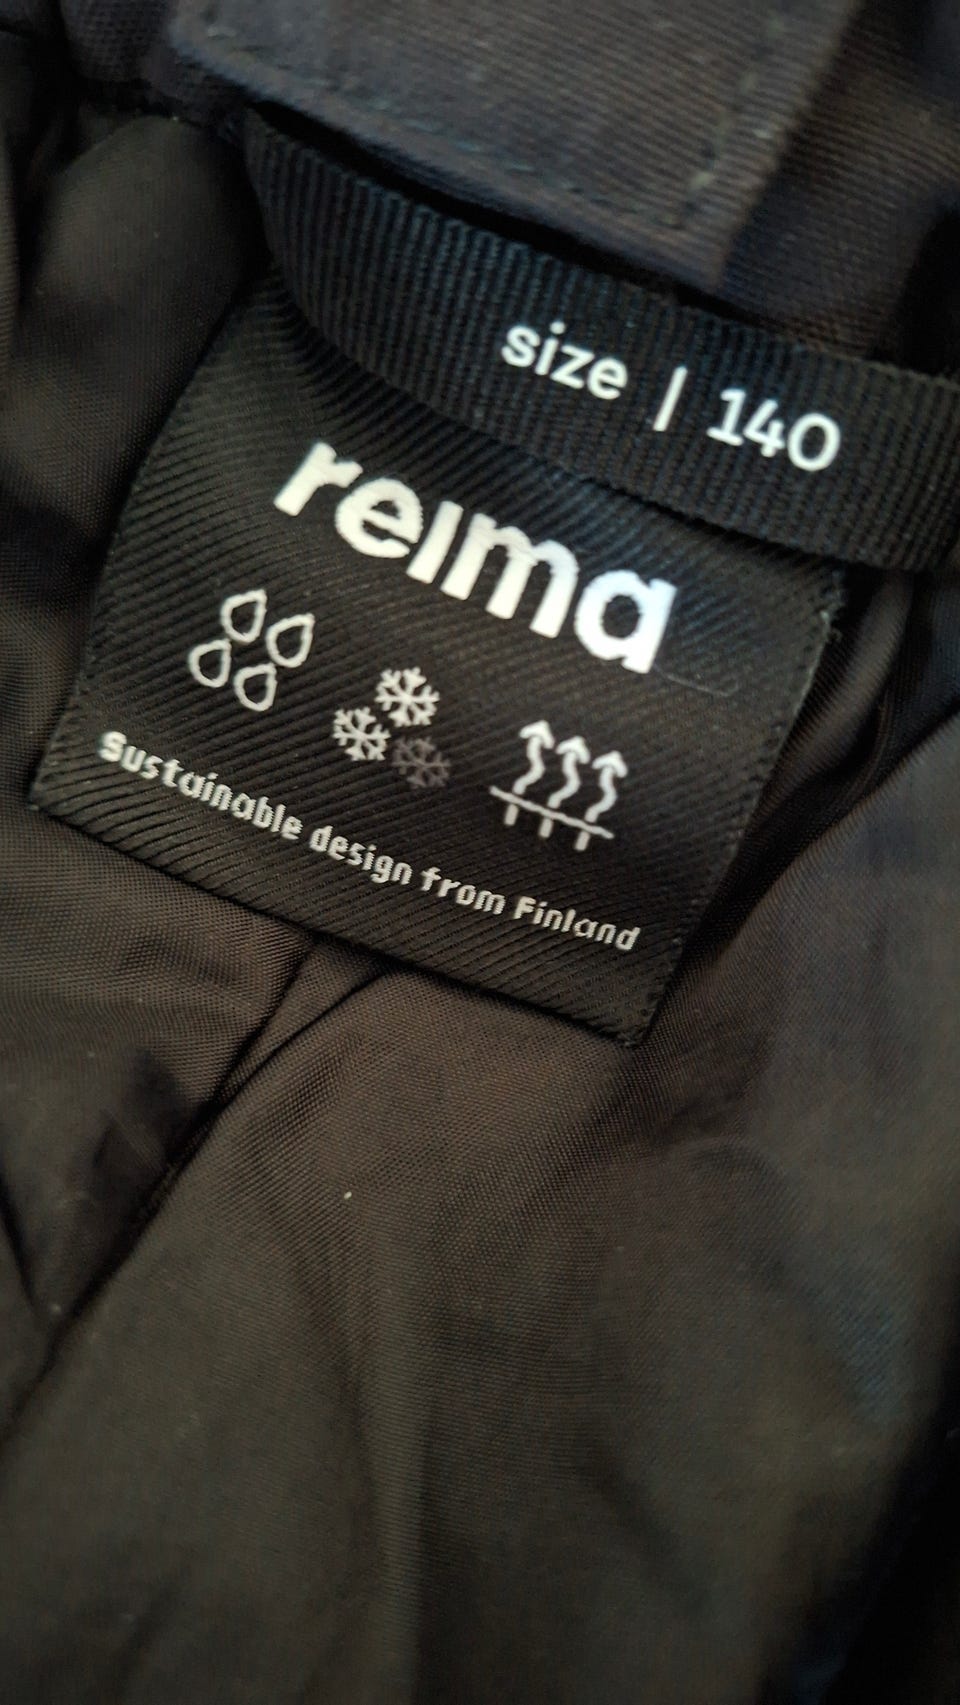 size | 140
reima
Sustainable design from Finland